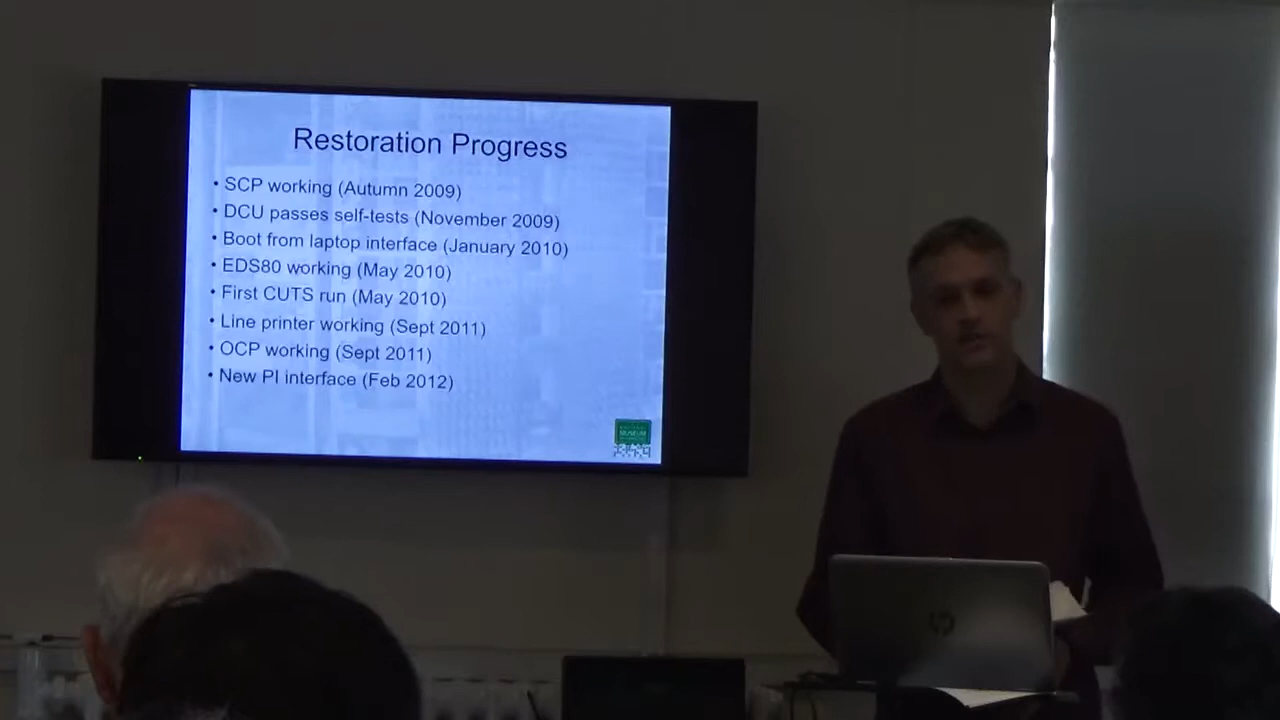 Restoration Progress
• SCP working (Autumn 2009)
• DCU passes self-tests (November 2009)
• Boot from laptop interface (January 2010)
• EDS80 working (May 2010)
• First CUTS run (May 2010)
• Line printer working (Sept 2011)
• OCP working (Sept 2011)
• New PI interface (Feb 2012)
MUSEUM
hp